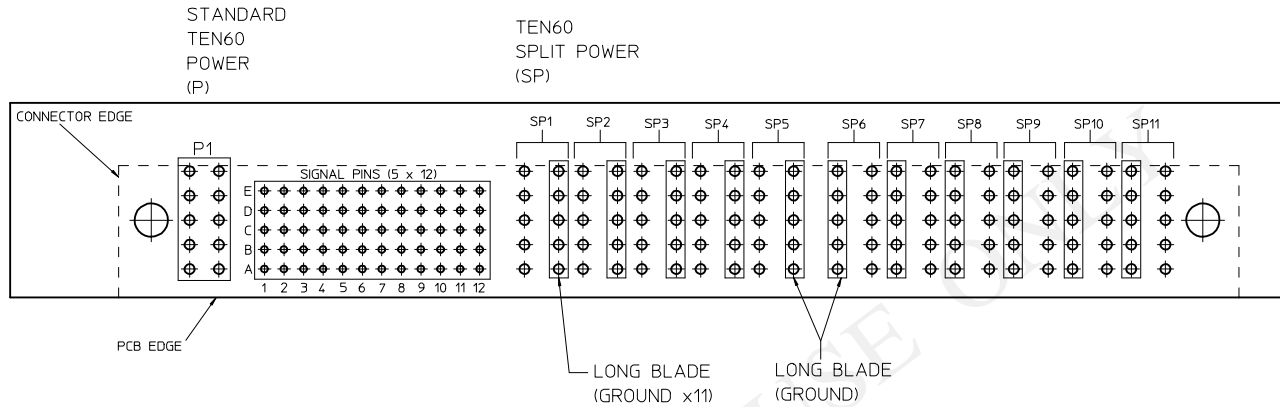 STANDARD
TEN60
POWER
(P)
TEN60
SPLIT POWER
(SP)
CONNECTOR EDGE
SP1 SP2 SP3 SP4 SP5 SP6 SP7 SP8 SP9 SP10 SP11
P1
SIGNAL PINS (5 x 12)
E
D
C
B
A
1 2 3 4 5 6 7 8 9 10 11 12
PCB EDGE
LONG BLADE
(GROUND x11)
LONG BLADE
(GROUND)
USE ONLY